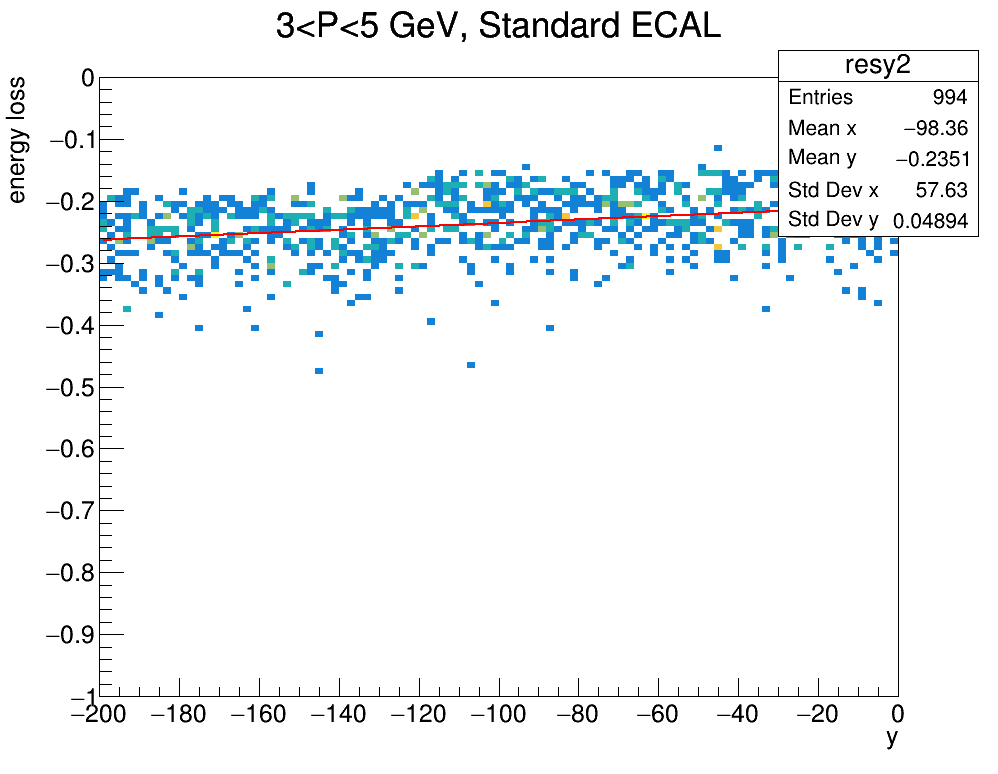 3<P<5 GeV, Standard ECAL
resy2
Entries 994
Mean x −98.36
Mean y −0.2351
Std Dev x 57.63
Std Dev y 0.04894
energy loss
0
−0.1
−0.2
−0.3
−0.4
−0.5
−0.6
−0.7
−0.8
−0.9
−1
−200 −180 −160 −140 −120 −100 −80 −60 −40 −20 0
y